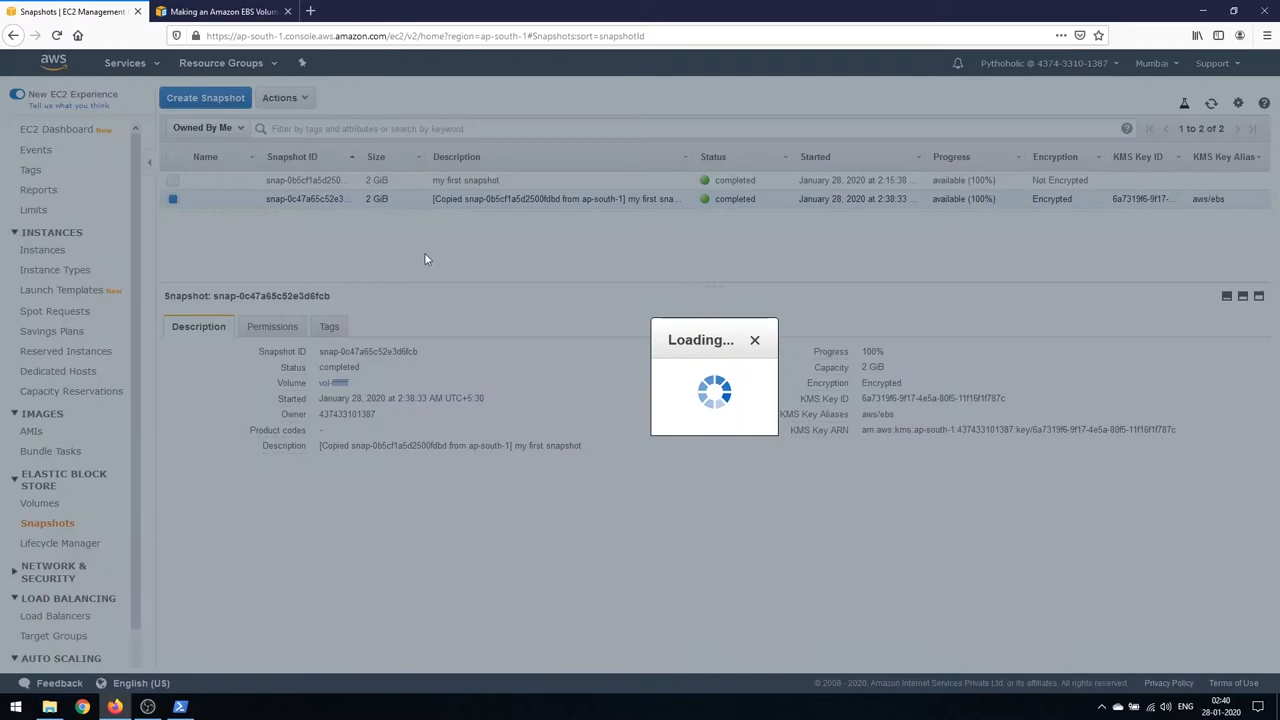 Snapshots | EC2 Management
Making an Amazon EBS Volum
https://ap-south-1.console.aws.amazon.com/ec2/v2/home?region=ap-south-1#Snapshots:sort=snapshotId
aws
Services
Resource Groups
Pythoholic @ 4374-3310-1387
Mumbai
Support
New EC2 Experience
Tell us what you think
Create Snapshot
Actions
EC2 Dashboard New
Events
Tags
Reports
Limits
INSTANCES
Instances
Instance Types
Launch Templates New
Spot Requests
Savings Plans
Reserved Instances
Dedicated Hosts
Capacity Reservations
IMAGES
AMIs
Bundle Tasks
ELASTIC BLOCK
STORE
Volumes
Snapshots
Lifecycle Manager
NETWORK &
SECURITY
LOAD BALANCING
Load Balancers
Target Groups
AUTO SCALING
Owned By Me
Filter by tags and attributes or search by keyword
1 to 2 of 2
Name Snapshot ID Size Description Status Started Progress Encryption KMS Key ID KMS Key Alias
snap-0b5cf1a5d250... 2 GiB my first snapshot completed January 28, 2020 at 2:15:38 ... available (100%) Not Encrypted
snap-0c47a65c52e3... 2 GiB [Copied snap-0b5cf1a5d2500fdbd from ap-south-1] my first sna... completed January 28, 2020 at 2:38:33 ... available (100%) Encrypted 6a7319f6-9f17-... aws/ebs
Snapshot: snap-0c47a65c52e3d6fcb
Description
Permissions
Tags
Snapshot ID snap-0c47a65c52e3d6fcb
Status completed
Volume vol-ffffffff
Started January 28, 2020 at 2:38:33 AM UTC+5:30
Owner 437433101387
Product codes -
Description [Copied snap-0b5cf1a5d2500fdbd from ap-south-1] my first snapshot
Loading...
Progress 100%
Capacity 2 GiB
Encryption Encrypted
KMS Key ID 6a7319f6-9f17-4e5a-80f5-11f16f1f787c
KMS Key Aliases aws/ebs
KMS Key ARN arn:aws:kms:ap-south-1:437433101387:key/6a7319f6-9f17-4e5a-80f5-11f16f1f787c
Feedback
English (US)
© 2008 - 2020, Amazon Internet Services Private Ltd. or its affiliates. All rights reserved.
Privacy Policy
Terms of Use
ENG
02:40
28-01-2020